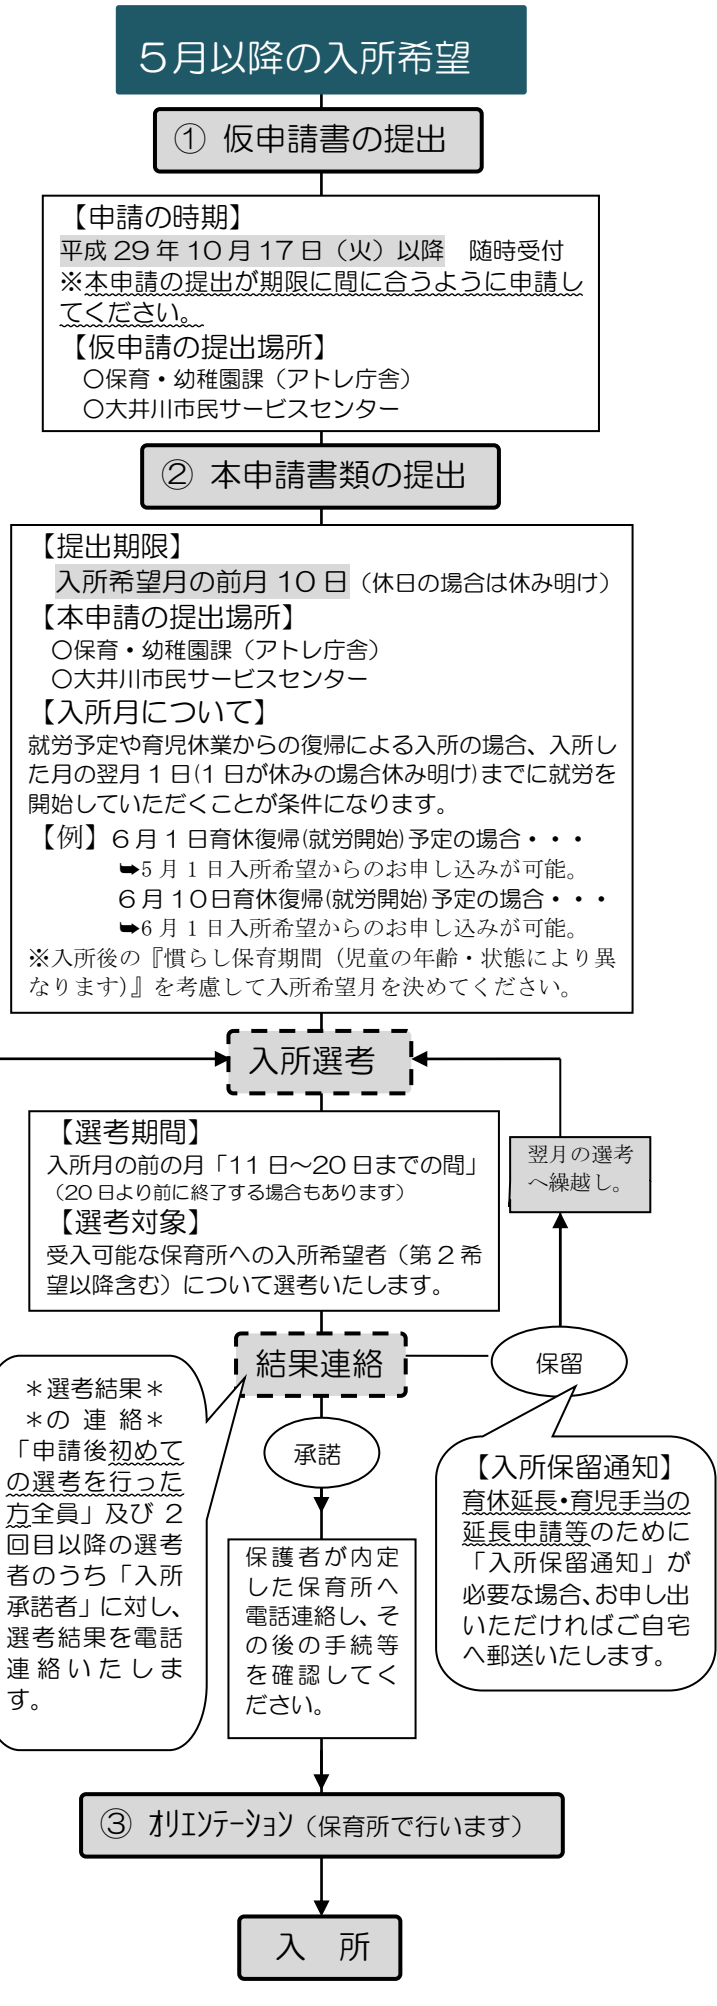 ５月以降の入所希望
① 仮申請書の提出
【申請の時期】
平成 29 年 10 月 17 日（火）以降　随時受付
※本申請の提出が期限に間に合うように申請し
てください。
【仮申請の提出場所】
○保育・幼稚園課（アトレ庁舎）
○大井川市民サービスセンター
② 本申請書類の提出
【提出期限】
入所希望月の前月 10 日（休日の場合は休み明け）
【本申請の提出場所】
○保育・幼稚園課（アトレ庁舎）
○大井川市民サービスセンター
【入所月について】
就労予定や育児休業からの復帰による入所の場合、入所し
た月の翌月 1 日(1 日が休みの場合休み明け)までに就労を
開始していただくことが条件になります。
【例】６月１日育休復帰(就労開始)予定の場合・・・
➥5 月 1 日入所希望からのお申し込みが可能。
６月１０日育休復帰(就労開始)予定の場合・・・
➥6 月 1 日入所希望からのお申し込みが可能。
※入所後の『慣らし保育期間（児童の年齢・状態により異
なります)』を考慮して入所希望月を決めてください。
入所選考
【選考期間】
入所月の前の月「11 日～20 日までの間」
（20 日より前に終了する場合もあります）
【選考対象】
受入可能な保育所への入所希望者（第 2 希
望以降含む）について選考いたします。
翌月の選考
へ繰越し。
結果連絡
保留
＊選考結果＊
＊の 連 絡＊
「申請後初めて
の選考を行った
方全員」及び 2
回目以降の選考
者のうち「入所
承諾者」に対し、
選考結果を電話
連絡いたしま
す。
承諾
保護者が内定
した保育所へ
電話連絡し、そ
の後の手続等
を確認してく
ださい。
【入所保留通知】
育休延長・育児手当の
延長申請等のために
「入所保留通知」が
必要な場合、お申し出
いただければご自宅
へ郵送いたします。
③ ｵﾘｴﾝﾃｰｼｮﾝ（保育所で行います）
入　所